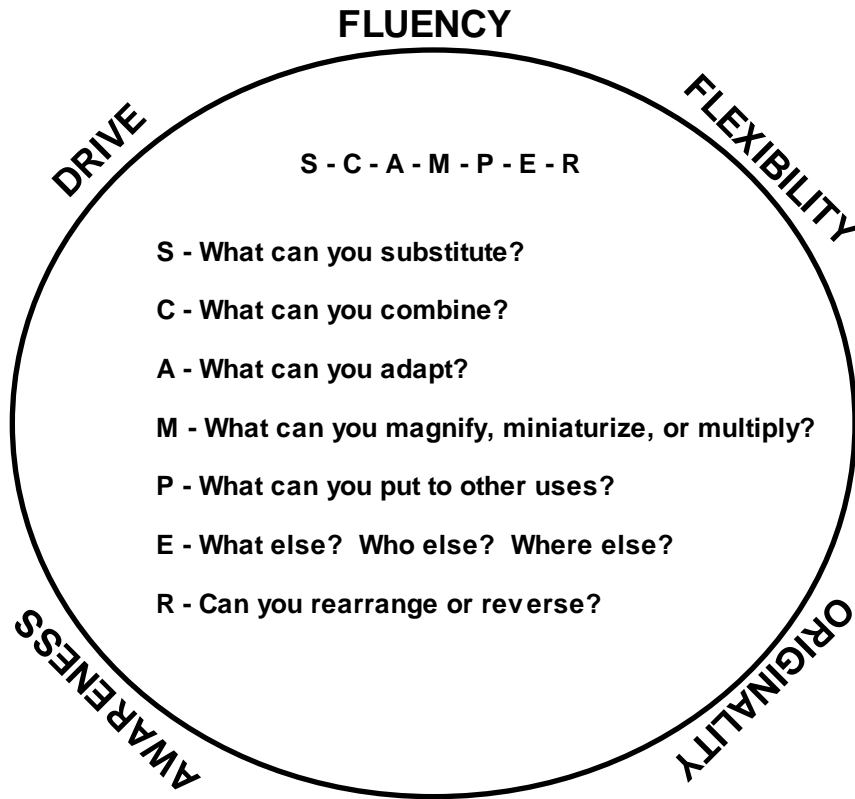 FLUENCY
DRIVE
FLEXIBILITY
S - C - A - M - P - E - R
S - What can you substitute?
C - What can you combine?
A - What can you adapt?
M - What can you magnify, miniaturize, or multiply?
P - What can you put to other uses?
E - What else?  Who else?  Where else?
R - Can you rearrange or reverse?
AWARENESS
ORIGINALITY